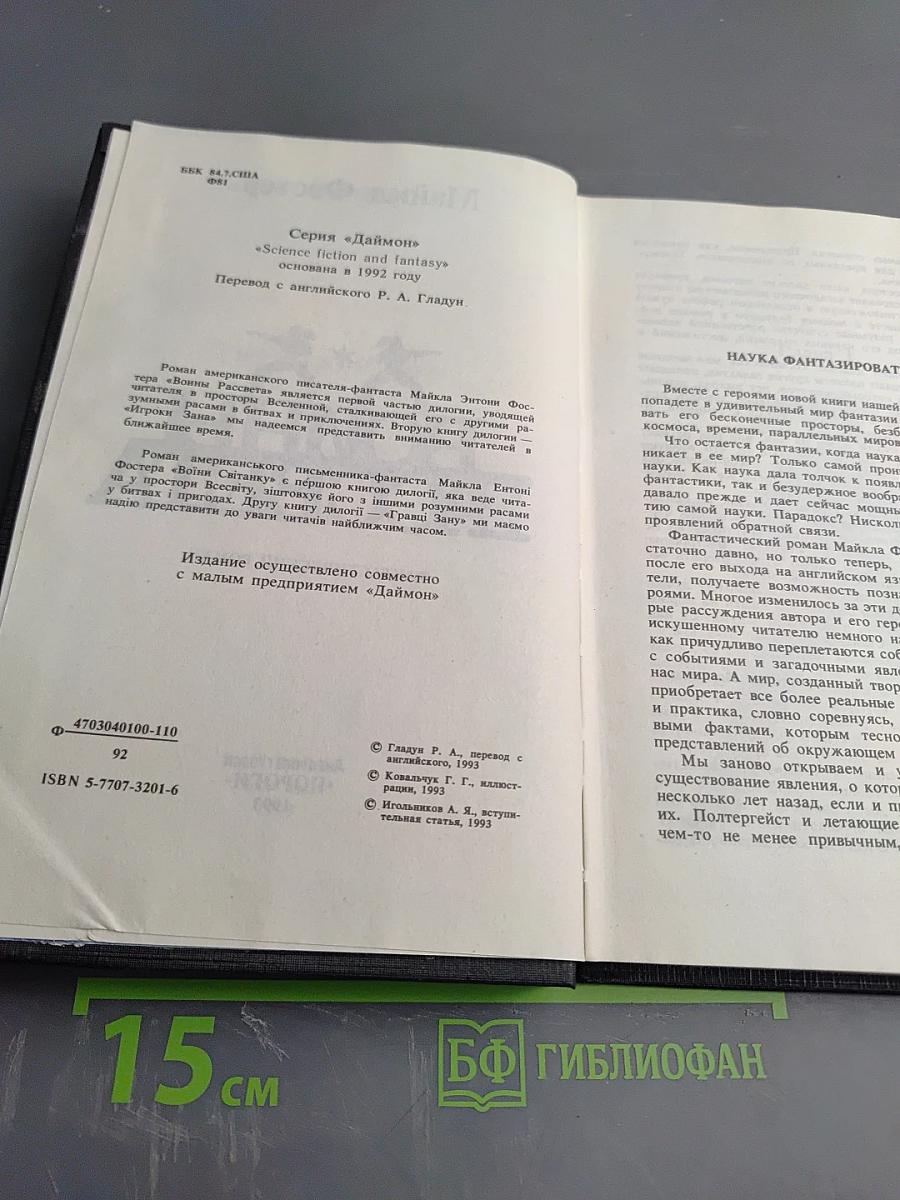 ББК 84.7.США
Ф81
Серия «Даймон»
«Science fiction and fantasy»
основана в 1992 году
Перевод с английского Р. А. Гладун
Роман американского писателя-фантаста Майкла Энтони Фос-
тера «Воины Рассвета» является первой частью дилогии, уводящей
читателя в просторы Вселенной, сталкивающей его с другими ра-
зумными расами в битвах и приключениях. Вторую книгу дилогии —
«Игроки Зана» мы надеемся представить вниманию читателей в
ближайшее время.
Роман американського письменника-фантаста Майкла Ентоні
Фостера «Воїни Світанку» є першою книгою дилогії, яка веде чита-
ча у простори Всесвіту, зіштовхує його з іншими розумними расами
у битвах і пригодах. Другу книгу дилогії — «Гравці Зану» ми маємо
надію представити до уваги читачів найближчим часом.
Издание осуществлено совместно
с малым предприятием «Даймон»
Ф 4703040100-110
92
ISBN 5-7707-3201-6
© Гладун Р. А., перевод с
английского, 1993
© Ковальчук Г. Г., иллюст-
рации, 1993
© Игольников А. Я., вступи-
тельная статья, 1993
НАУКА ФАНТАЗИРОВАТ
Вместе с героями новой книги нашей
попадете в удивительный мир фантазии
вать его бесконечные просторы, безб
космоса, времени, параллельных миров
Что остается фантазии, когда наука
никает в ее мир? Только самой прон
науки. Как наука дала толчок к появл
фантастики, так и безудержное вообра
давало прежде и дает сейчас мощны
тию самой науки. Парадокс? Нисколь
проявлений обратной связи.
Фантастический роман Майкла Ф
статочно давно, но только теперь,
после его выхода на английском яз
тели, получаете возможность позна
роями. Многое изменилось за эти д
рые рассуждения автора и его геро
искушенному читателю немного на
как причудливо переплетаются соб
с событиями и загадочными явле
нас мира. А мир, созданный твор
приобретает все более реальные
и практика, словно соревнуясь,
выми фактами, которым тесно
представлений об окружающем
Мы заново открываем и у
существование явления, о котор
несколько лет назад, если и пи
их. Полтергейст и летающие
чем-то не менее привычным,
15 см
БФ ГИБЛИОФАН